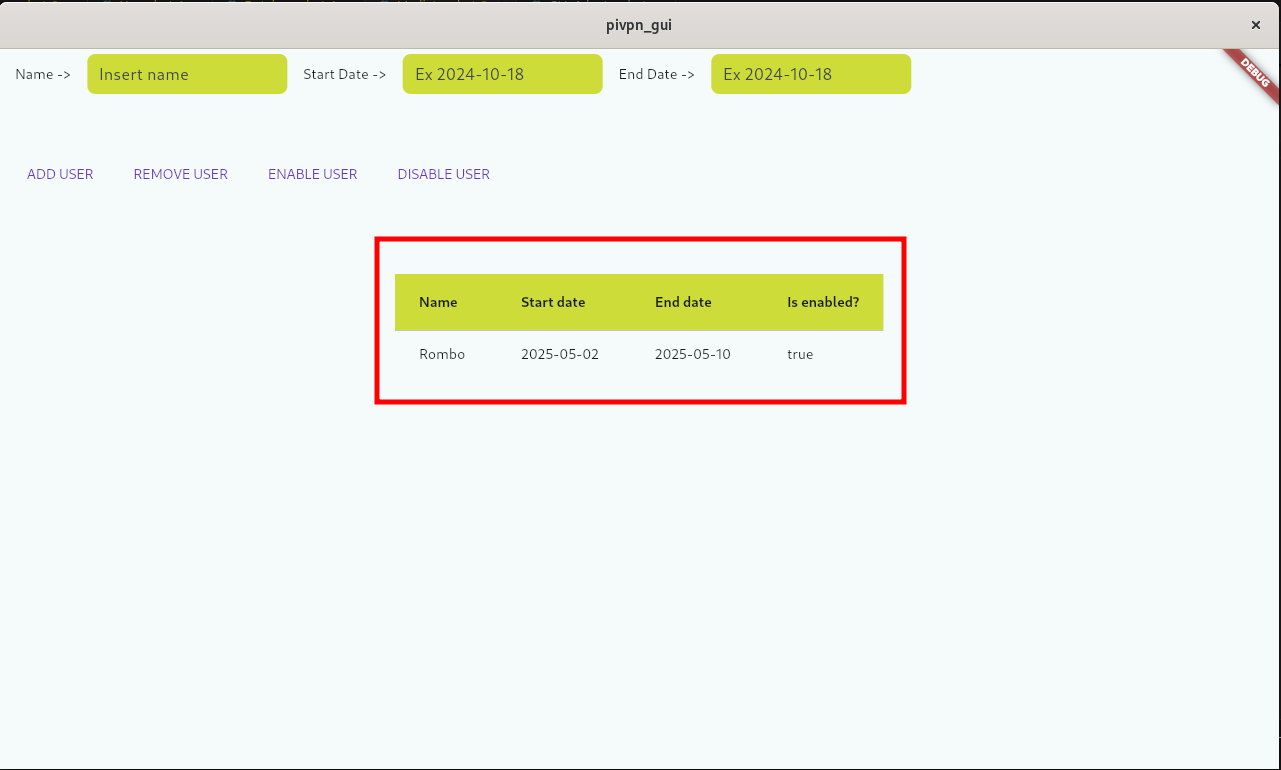 pivpn_gui
Name -> Insert name Start Date -> Ex 2024-10-18 End Date -> Ex 2024-10-18
DEBUG
ADD USER REMOVE USER ENABLE USER DISABLE USER
Name Start date End date Is enabled?
Rombo 2025-05-02 2025-05-10 true